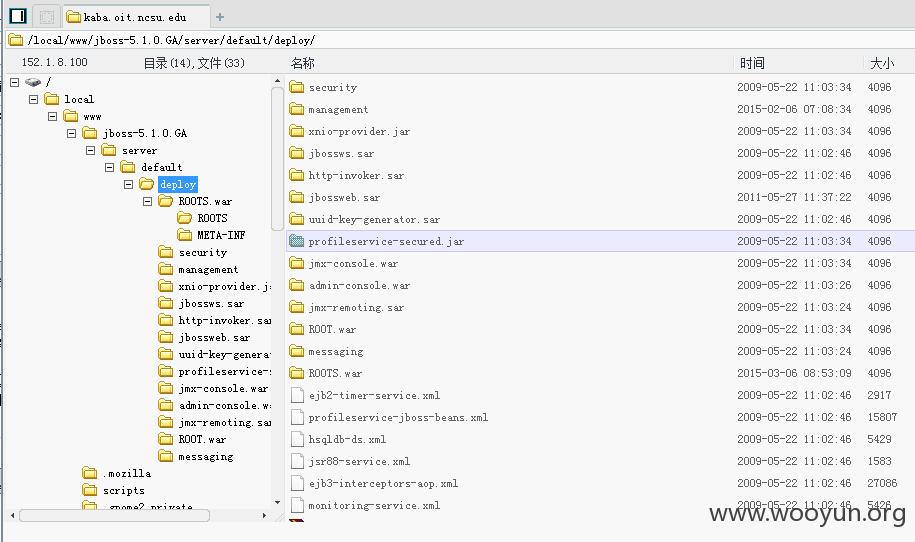 kaba.oit.ncsu.edu
/local/www/jboss-5.1.0.GA/server/default/deploy/
152.1.8.100 目录(14),文件(33) 名称 时间 大小
/
local
www
jboss-5.1.0.GA
server
default
deploy
ROOTS.war
ROOTS
META-INF
security
management
xnio-provider.j
jbossws.sar
http-invoker.sar
jbossweb.sar
uuid-key-genera
profileservice-
jmx-console.war
admin-console.w
jmx-remoting.sar
ROOT.war
messaging
.mozilla
scripts
.gnome2_private
security 2009-05-22 11:03:34 4096
management 2015-02-06 07:08:34 4096
xnio-provider.jar 2009-05-22 11:03:34 4096
jbossws.sar 2009-05-22 11:02:46 4096
http-invoker.sar 2009-05-22 11:02:46 4096
jbossweb.sar 2011-05-27 11:37:22 4096
uuid-key-generator.sar 2009-05-22 11:02:46 4096
profileservice-secured.jar 2009-05-22 11:03:34 4096
jmx-console.war 2009-05-22 11:03:34 4096
admin-console.war 2009-05-22 11:03:26 4096
jmx-remoting.sar 2009-05-22 11:03:24 4096
ROOT.war 2009-05-22 11:03:34 4096
messaging 2009-05-22 11:03:24 4096
ROOTS.war 2015-03-06 08:53:09 4096
ejb2-timer-service.xml 2009-05-22 11:02:46 2917
profileservice-jboss-beans.xml 2009-05-22 11:02:46 15807
hsqldb-ds.xml 2009-05-22 11:02:46 5429
jsr88-service.xml 2009-05-22 11:02:46 1583
ejb3-interceptors-aop.xml 2009-05-22 11:02:46 27086
monitoring-service.xml 2009-05-22 11:02:46 5426
www.wooyun.org